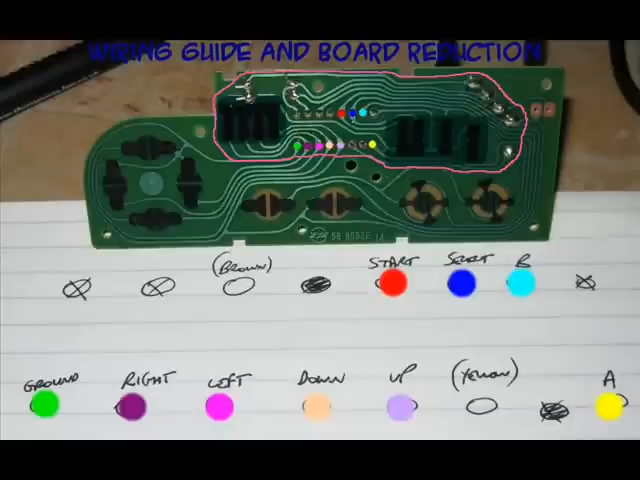 WIRING GUIDE AND BOARD REDUCTION
(BROWN) START SELECT B
GROUND RIGHT LEFT DOWN UP (YELLOW) A